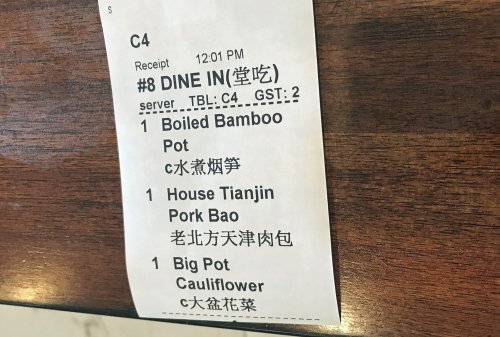 S
C4
Receipt 12:01 PM
#8 DINE IN(堂吃)
server TBL: C4 GST: 2
1 Boiled Bamboo
Pot
c水煮烟笋
1 House Tianjin
Pork Bao
老北方天津肉包
1 Big Pot
Cauliflower
c大盆花菜